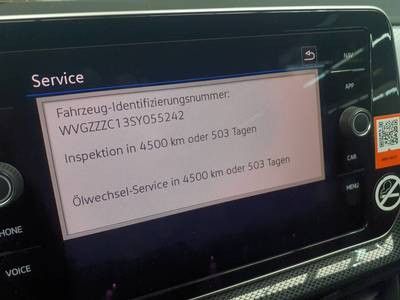 Service
Fahrzeug-Identifizierungsnummer:
WVGZZZC13SY055242
Inspektion in 4500 km oder 503 Tagen
Ölwechsel-Service in 4500 km oder 503 Tagen
NAV
APP
CAR
MENU
PHONE
VOICE